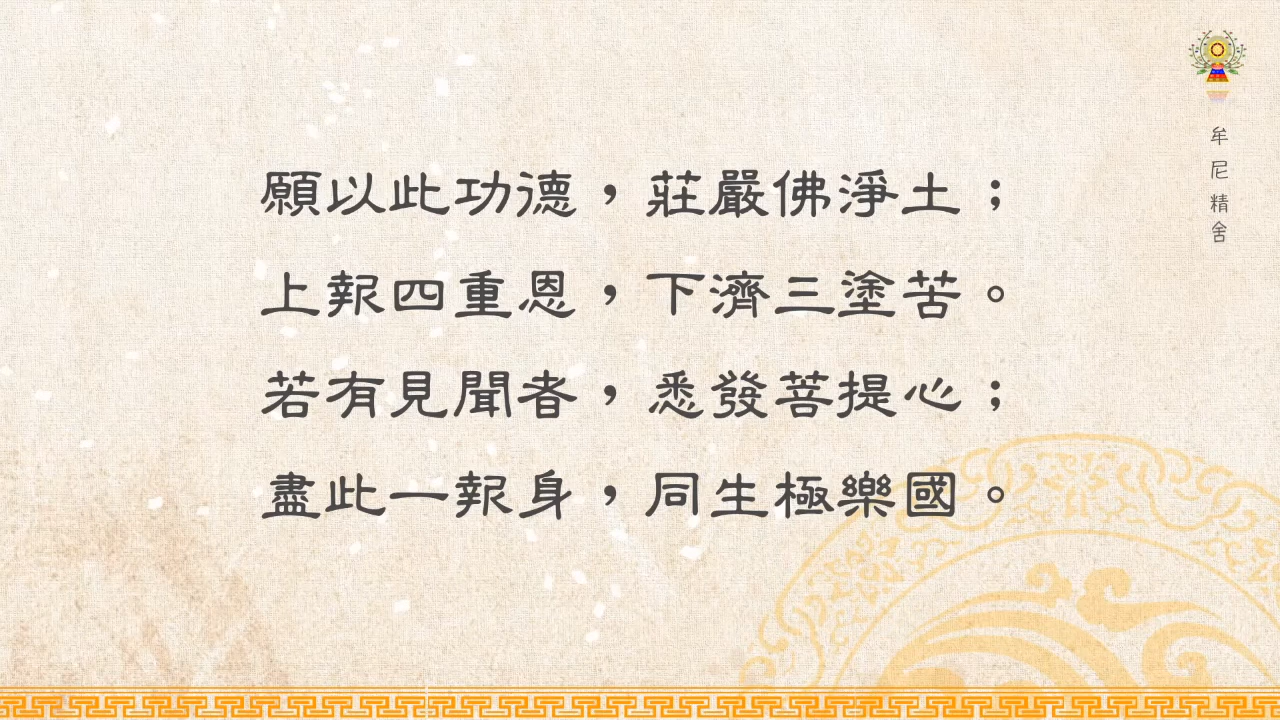 願以此功德，莊嚴佛淨土；
上報四重恩，下濟三塗苦。
若有見聞者，悉發菩提心；
盡此一報身，同生極樂國。
牟尼精舍